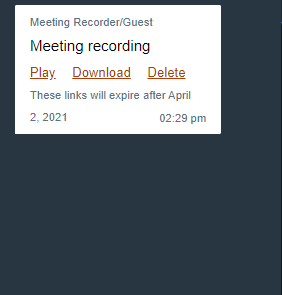 Meeting Recorder/Guest
Meeting recording
Play Download Delete
These links will expire after April
2, 2021 02:29 pm